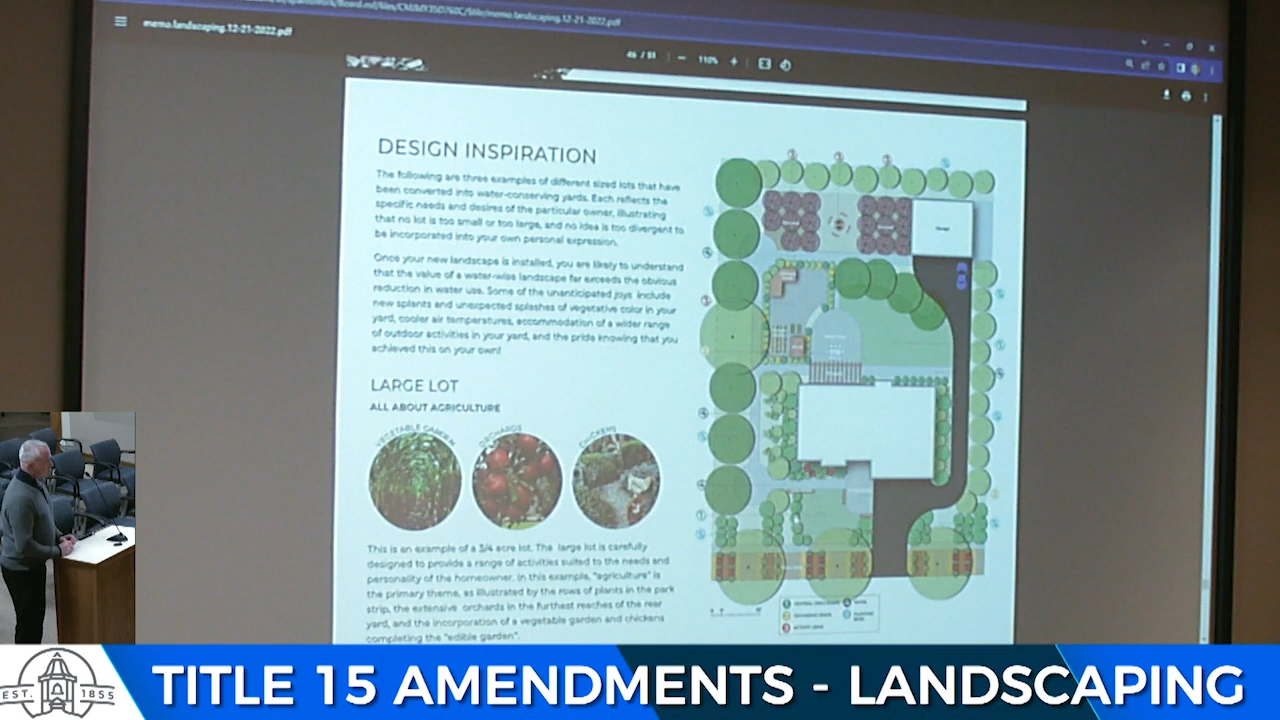 memo.landscaping.12-21-2022.pdf
memo.landscaping.12-21-2022.pdf
46 / 51
110%
DESIGN INSPIRATION
The following are three examples of different sized lots that have
been converted into water-conserving yards. Each reflects the
specific needs and desires of the particular owner, illustrating
that no lot is too small or too large, and no idea is too divergent to
be incorporated into your own personal expression.
Once your new landscape is installed, you are likely to understand
that the value of a water-wise landscape far exceeds the obvious
reduction in water use. Some of the unanticipated joys include
new splants and unexpected splashes of vegetative color in your
yard, cooler air temperatures, accommodation of a wider range
of outdoor activities in your yard, and the pride knowing that you
achieved this on your own!
LARGE LOT
ALL ABOUT AGRICULTURE
VEGETABLE GARDEN
ORCHARDS
CHICKENS
This is an example of a 3/4 acre lot. The large lot is carefully
designed to provide a range of activities suited to the needs and
personality of the homeowner. In this example, "agriculture" is
the primary theme, as illustrated by the rows of plants in the park
strip, the extensive orchards in the furthest reaches of the rear
yard, and the incorporation of a vegetable garden and chickens
completing the "edible garden".
EST. 1855
TITLE 15 AMENDMENTS - LANDSCAPING